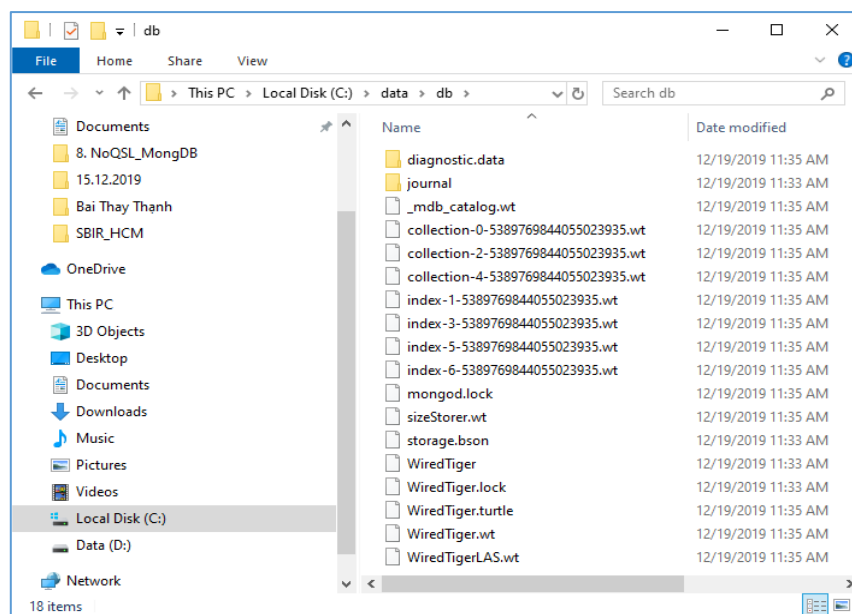 db
File Home Share View
This PC > Local Disk (C:) > data > db > Search db
Documents
8. NoQSL_MongDB
15.12.2019
Bai Thay Thạnh
SBIR_HCM
OneDrive
This PC
3D Objects
Desktop
Documents
Downloads
Music
Pictures
Videos
Local Disk (C:)
Data (D:)
Network
Name Date modified
diagnostic.data 12/19/2019 11:35 AM
journal 12/19/2019 11:33 AM
_mdb_catalog.wt 12/19/2019 11:35 AM
collection-0-5389769844055023935.wt 12/19/2019 11:35 AM
collection-2-5389769844055023935.wt 12/19/2019 11:35 AM
collection-4-5389769844055023935.wt 12/19/2019 11:35 AM
index-1-5389769844055023935.wt 12/19/2019 11:35 AM
index-3-5389769844055023935.wt 12/19/2019 11:35 AM
index-5-5389769844055023935.wt 12/19/2019 11:35 AM
index-6-5389769844055023935.wt 12/19/2019 11:35 AM
mongod.lock 12/19/2019 11:35 AM
sizeStorer.wt 12/19/2019 11:35 AM
storage.bson 12/19/2019 11:33 AM
WiredTiger 12/19/2019 11:33 AM
WiredTiger.lock 12/19/2019 11:33 AM
WiredTiger.turtle 12/19/2019 11:35 AM
WiredTiger.wt 12/19/2019 11:35 AM
WiredTigerLAS.wt 12/19/2019 11:35 AM
18 items